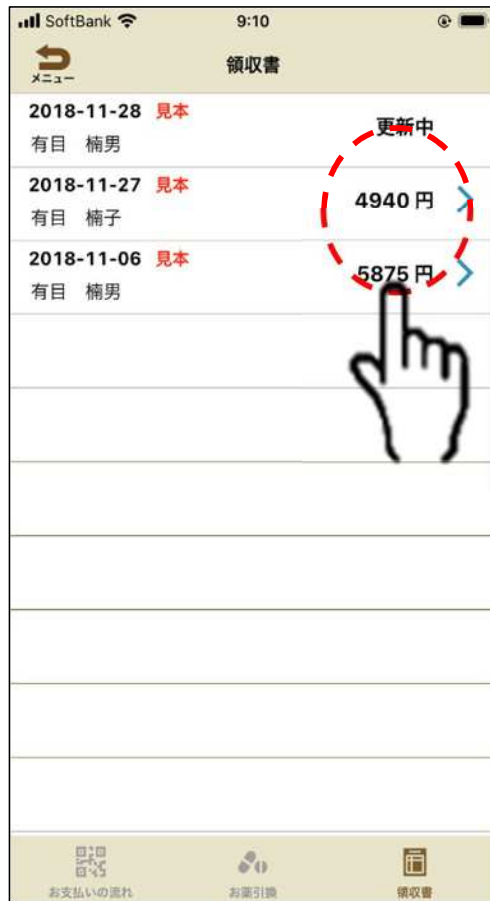 SoftBank 9:10
メニュー
領収書
2018-11-28 見本
有目 楠男
更新中
2018-11-27 見本
有目 楠子
4940 円
2018-11-06 見本
有目 楠男
5875 円
お支払いの流れ
お薬引換
領収書